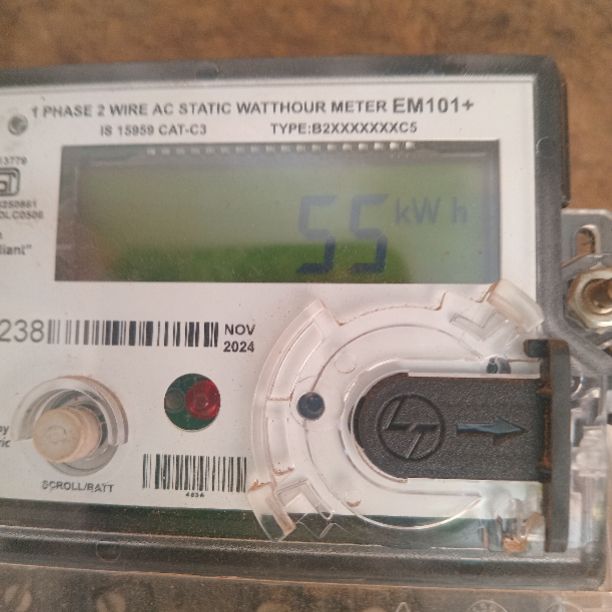 1 PHASE 2 WIRE AC STATIC WATTHOUR METER EM101+
IS 15959 CAT-C3 TYPE:B2XXXXXXXC5
55 kWh
238
NOV
2024
SCROLL/BATT